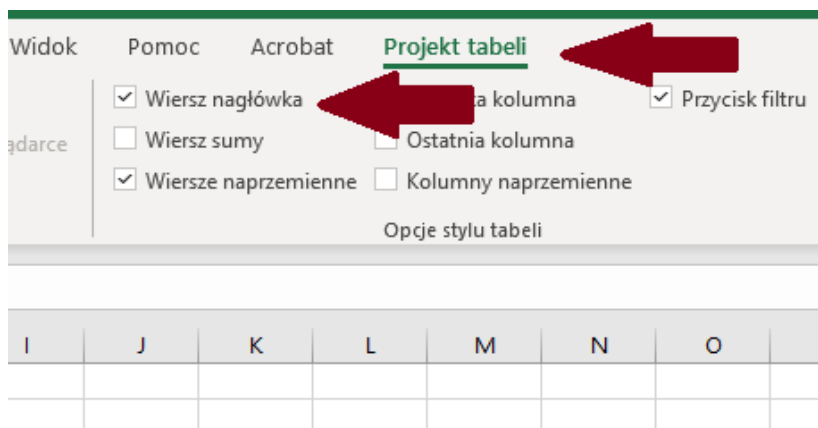 Widok Pomoc Acrobat Projekt tabeli
Wiersz nagłówka kolumna Przycisk filtru
Wiersz sumy Ostatnia kolumna
Wiersze naprzemienne Kolumny naprzemienne
Opcje stylu tabeli
I J K L M N O